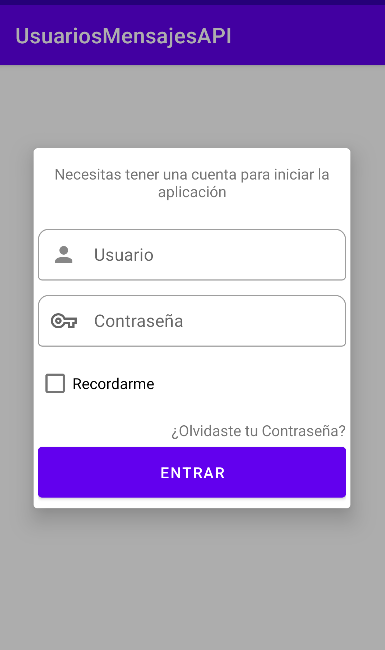 UsuariosMensajesAPI
Necesitas tener una cuenta para iniciar la
aplicación
Usuario
Contraseña
Recordarme
¿Olvidaste tu Contraseña?
ENTRAR